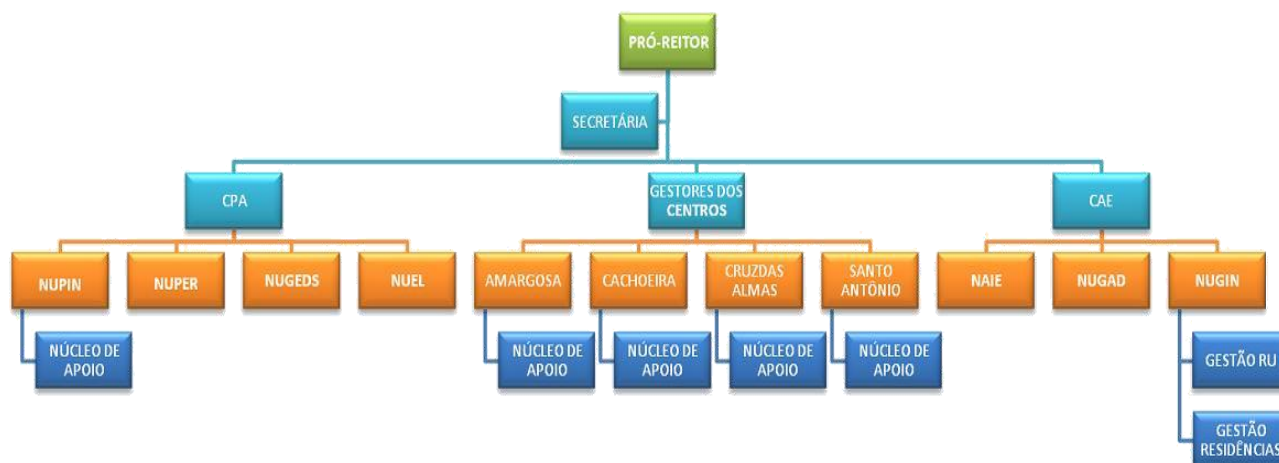 PRÓ-REITOR
SECRETÁRIA
CPA
GESTORES DOS
CENTROS
CAE
NUPIN
NUPER
NUGEDS
NUEL
AMARGOSA
CACHOEIRA
CRUZDAS
ALMAS
SANTO
ANTÔNIO
NAIE
NUGAD
NUGIN
NÚCLEO DE
APOIO
NÚCLEO DE
APOIO
NÚCLEO DE
APOIO
NÚCLEO DE
APOIO
NÚCLEO DE
APOIO
GESTÃO RU
GESTÃO
RESIDÊNCIAS